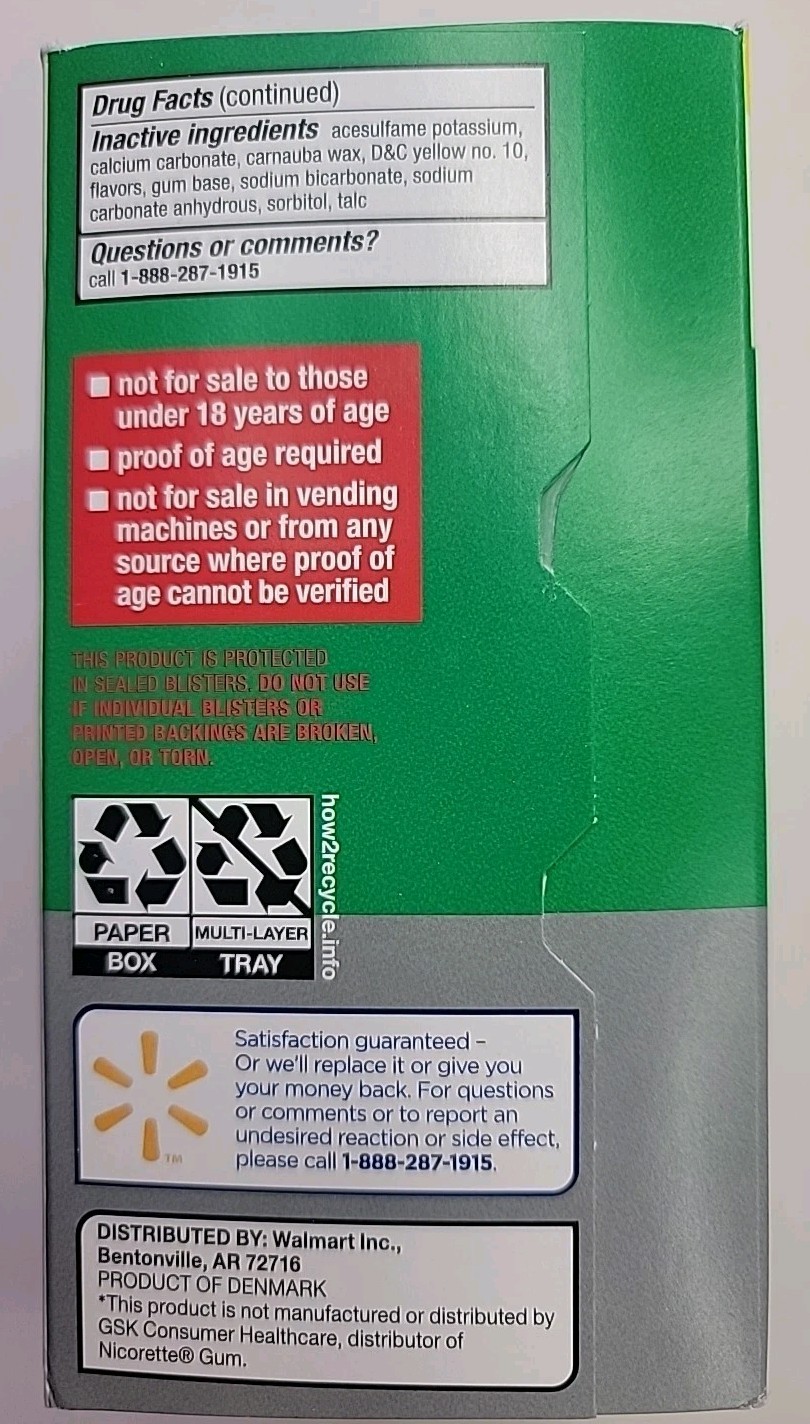 Drug Facts (continued)
Inactive ingredients acesulfame potassium,
calcium carbonate, carnauba wax, D&C yellow no. 10,
flavors, gum base, sodium bicarbonate, sodium
carbonate anhydrous, sorbitol, talc
Questions or comments?
call 1-888-287-1915
not for sale to those
under 18 years of age
proof of age required
not for sale in vending
machines or from any
source where proof of
age cannot be verified
THIS PRODUCT IS PROTECTED
IN SEALED BLISTERS. DO NOT USE
IF INDIVIDUAL BLISTERS OR
PRINTED BACKINGS ARE BROKEN,
OPEN, OR TORN.
PAPER
BOX
MULTI-LAYER
TRAY
how2recycle.info
Satisfaction guaranteed –
Or we'll replace it or give you
your money back. For questions
or comments or to report an
undesired reaction or side effect,
please call 1-888-287-1915.
TM
DISTRIBUTED BY: Walmart Inc.,
Bentonville, AR 72716
PRODUCT OF DENMARK
*This product is not manufactured or distributed by
GSK Consumer Healthcare, distributor of
Nicorette® Gum.